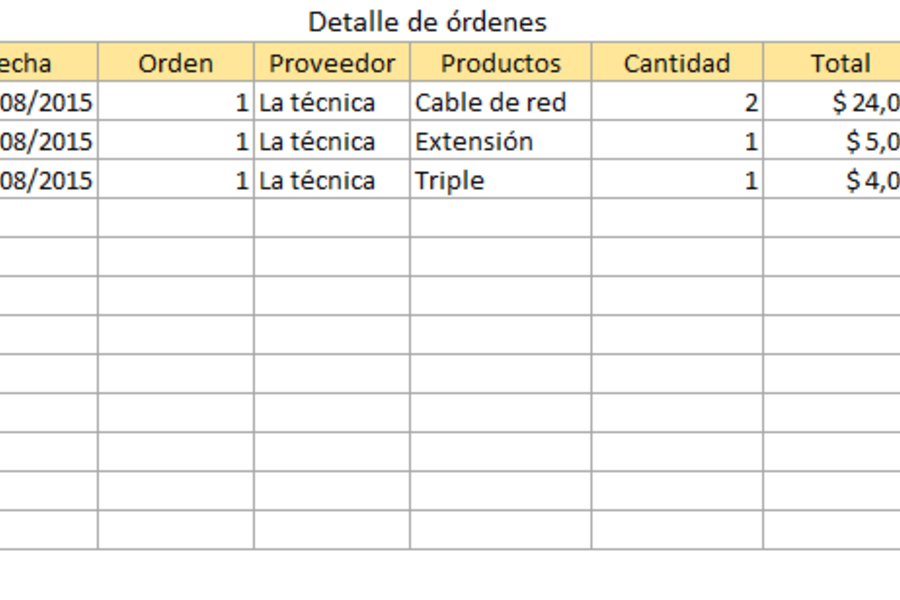 Detalle de órdenes
echa Orden Proveedor Productos Cantidad Total
08/2015 1 La técnica Cable de red 2 $ 24,0
08/2015 1 La técnica Extensión 1 $ 5,0
08/2015 1 La técnica Triple 1 $ 4,0